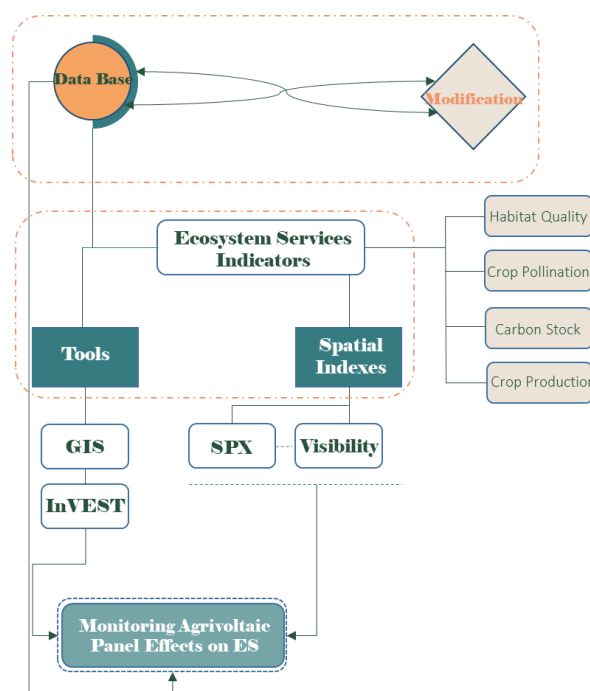 Data Base
Modification
Ecosystem Services
Indicators
Habitat Quality
Crop Pollination
Carbon Stock
Crop Production
Tools
Spatial
Indexes
GIS
SPX
Visibility
InVEST
Monitoring Agrivoltaic
Panel Effects on ES